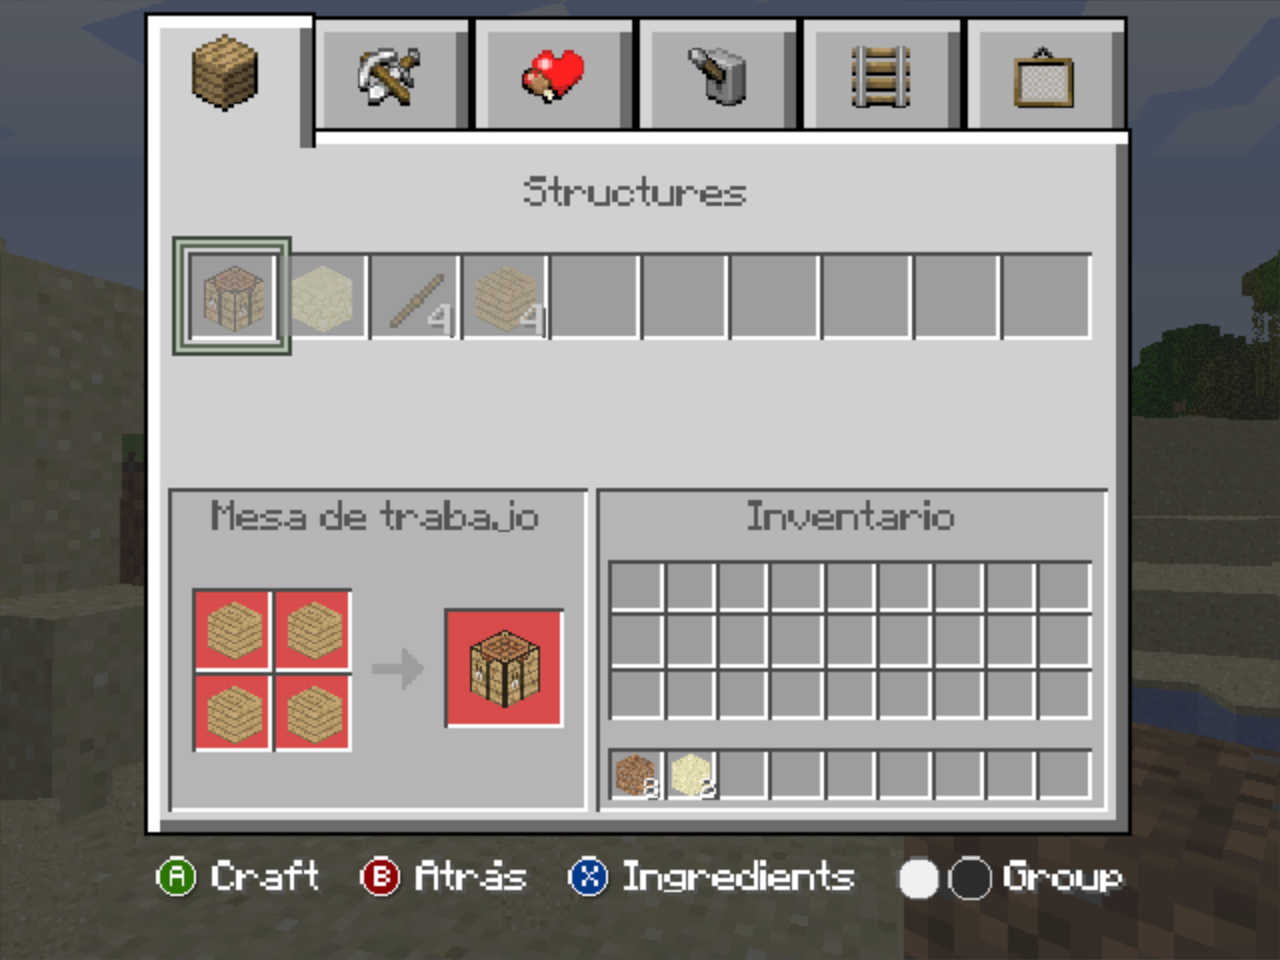 Structures
4 4
Mesa de trabajo
Inventario
8 2
A Craft B Atrás X Ingredients Group